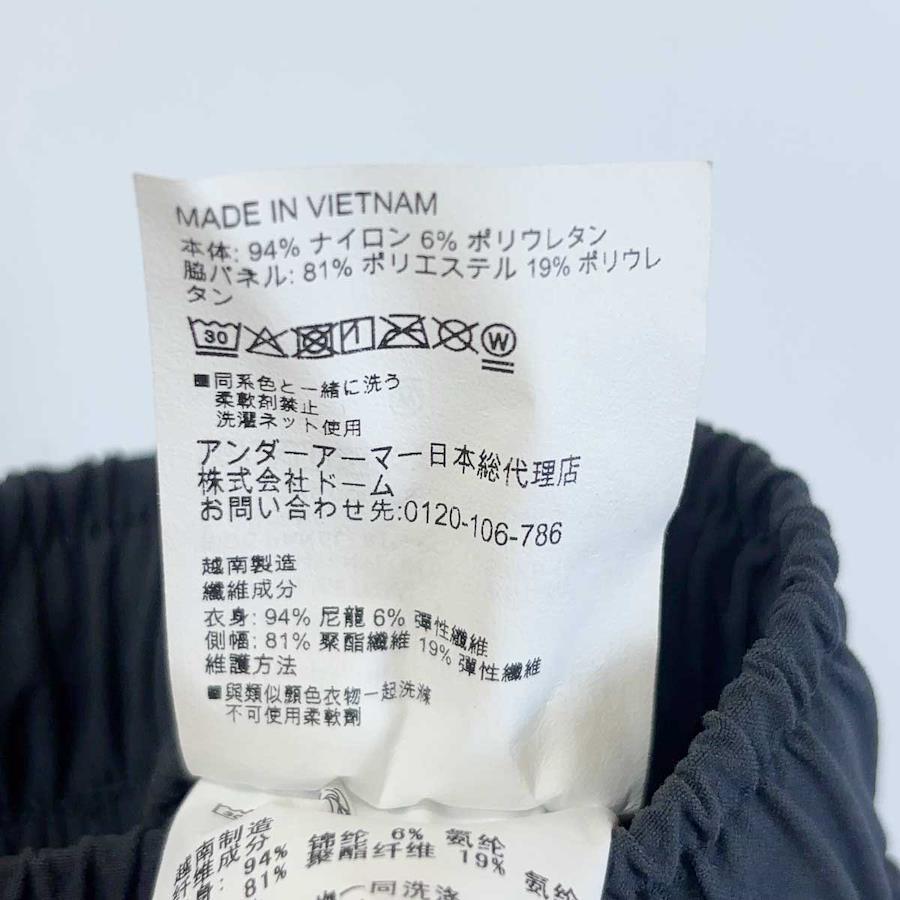 MADE IN VIETNAM
本体: 94% ナイロン 6% ポリウレタン
脇パネル: 81% ポリエステル 19% ポリウレ
タン
30 W
■同系色と一緒に洗う
柔軟剤禁止
洗濯ネット使用
アンダーアーマー日本総代理店
株式会社ドーム
お問い合わせ先:0120-106-786
越南製造
纖維成分
衣身: 94% 尼龍 6% 彈性纖維
側幅: 81% 聚酯纖維 19% 彈性纖維
維護方法
■與類似顏色衣物一起洗滌
不可使用柔軟劑
越南制造
纤维成分
94% 锦纶 6% 氨纶
81% 聚酯纤维 19% 氨纶
一同洗涤